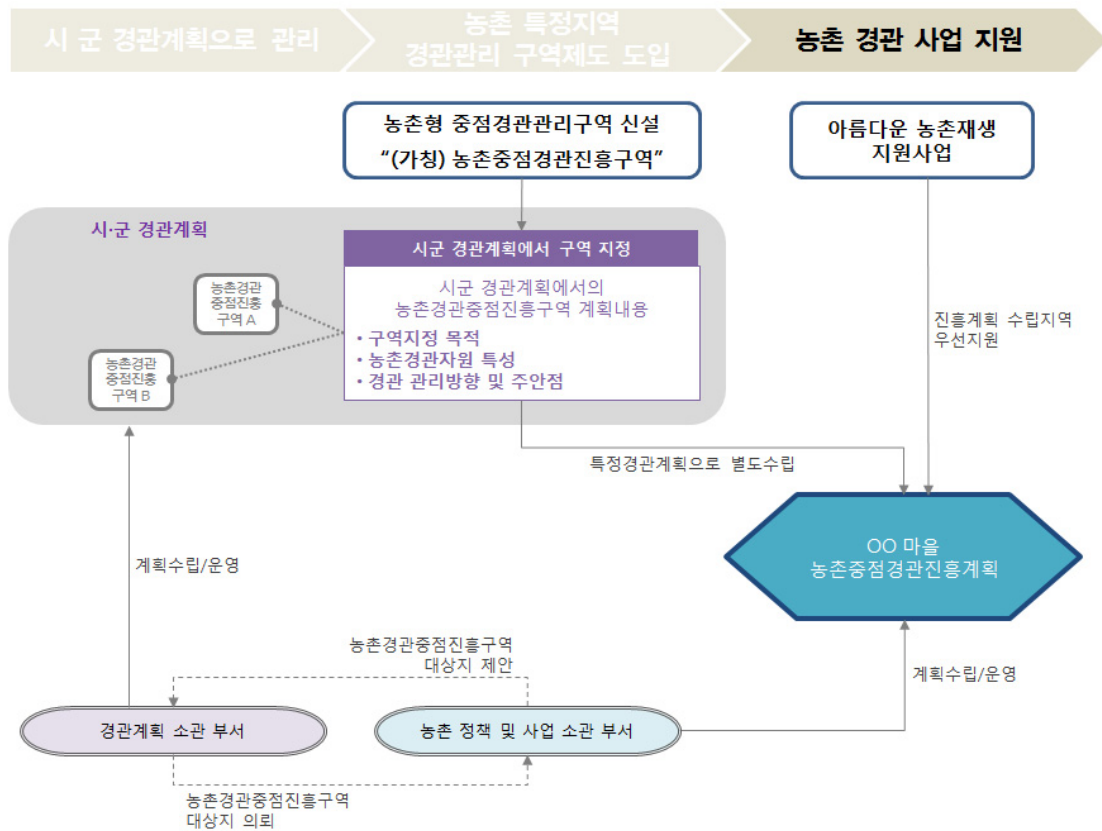 시 군 경관계획으로 관리
농촌 특정지역
경관관리 구역제도 도입
농촌 경관 사업 지원
농촌형 중점경관관리구역 신설
“(가칭) 농촌중점경관진흥구역”
아름다운 농촌재생
지원사업
시·군 경관계획
시군 경관계획에서 구역 지정
시군 경관계획에서의
농촌경관중점진흥구역 계획내용
• 구역지정 목적
• 농촌경관자원 특성
• 경관 관리방향 및 주안점
농촌경관
중점진흥
구역 A
농촌경관
중점진흥
구역 B
진흥계획 수립지역
우선지원
특정경관계획으로 별도수립
OO 마을
농촌중점경관진흥계획
계획수립/운영
농촌경관중점진흥구역
대상지 제안
계획수립/운영
경관계획 소관 부서
농촌 정책 및 사업 소관 부서
농촌경관중점진흥구역
대상지 의뢰